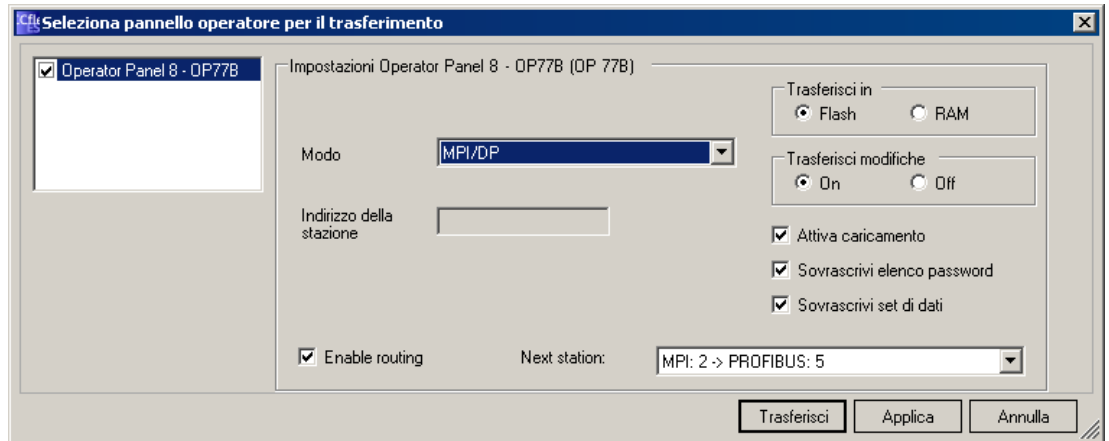 Seleziona pannello operatore per il trasferimento
Operator Panel 8 - OP77B
Impostazioni Operator Panel 8 - OP77B (OP 77B)
Trasferisci in
Flash
RAM
Modo
MPI/DP
Trasferisci modifiche
On
Off
Indirizzo della
stazione
Attiva caricamento
Sovrascrivi elenco password
Sovrascrivi set di dati
Enable routing
Next station:
MPI: 2 -> PROFIBUS: 5
Trasferisci
Applica
Annulla